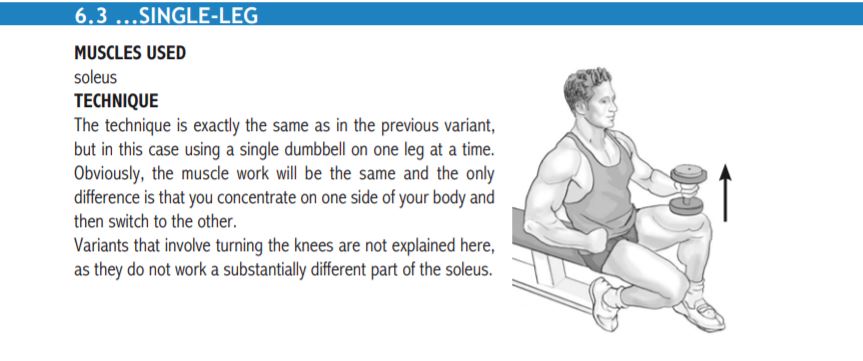 6.3 ...SINGLE-LEG
MUSCLES USED
soleus
TECHNIQUE
The technique is exactly the same as in the previous variant,
but in this case using a single dumbbell on one leg at a time.
Obviously, the muscle work will be the same and the only
difference is that you concentrate on one side of your body and
then switch to the other.
Variants that involve turning the knees are not explained here,
as they do not work a substantially different part of the soleus.